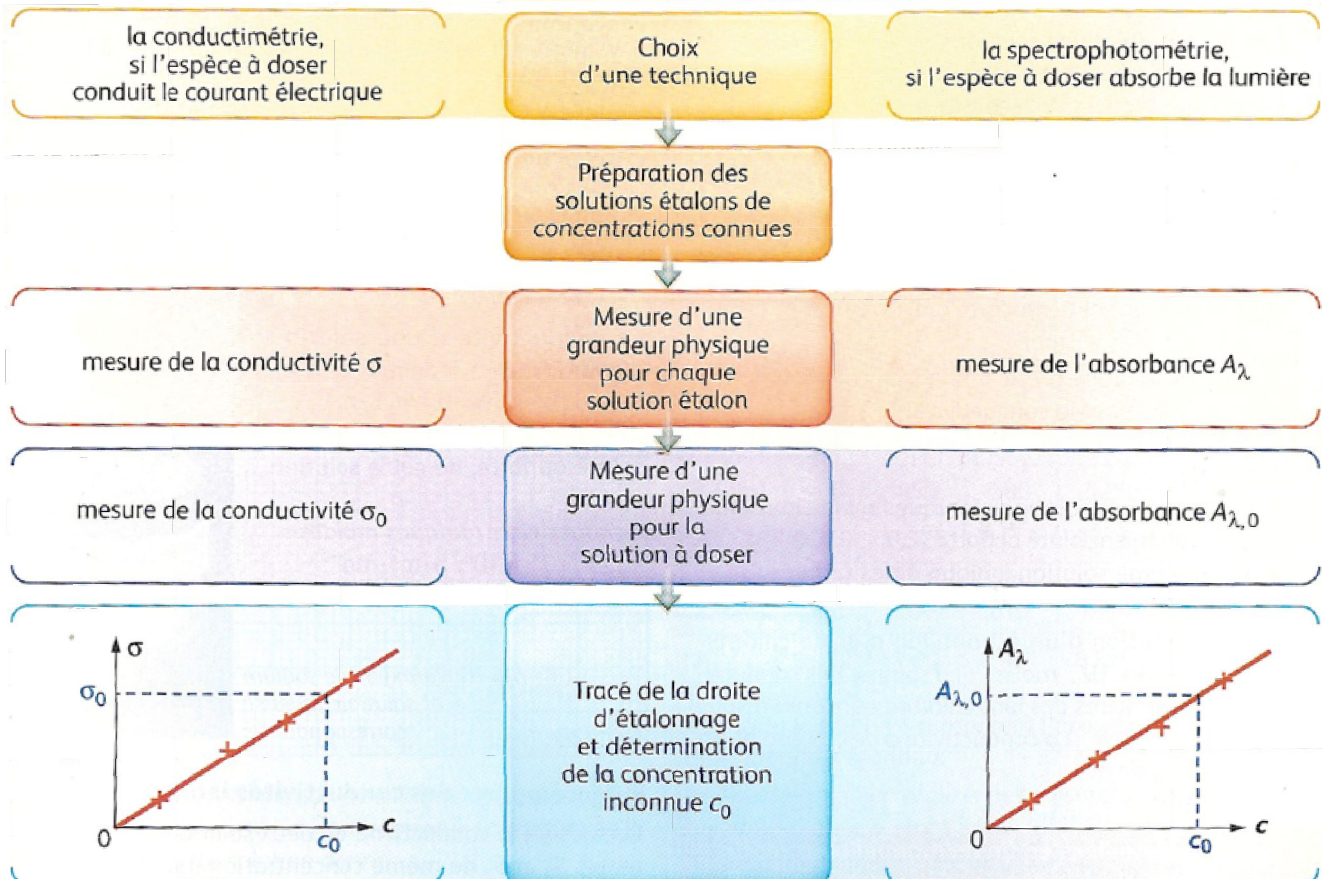 la conductimétrie,
si l'espèce à doser
conduit le courant électrique
Choix
d'une technique
la spectrophotométrie,
si l'espèce à doser absorbe la lumière
Préparation des
solutions étalons de
concentrations connues
mesure de la conductivité σ
Mesure d'une
grandeur physique
pour chaque
solution étalon
mesure de l'absorbance Aλ
mesure de la conductivité σ0
Mesure d'une
grandeur physique
pour la
solution à doser
mesure de l'absorbance Aλ,0
σ
σ0
0
c0
c
Tracé de la droite
d'étalonnage
et détermination
de la concentration
inconnue c0
Aλ
Aλ,0
0
c0
c